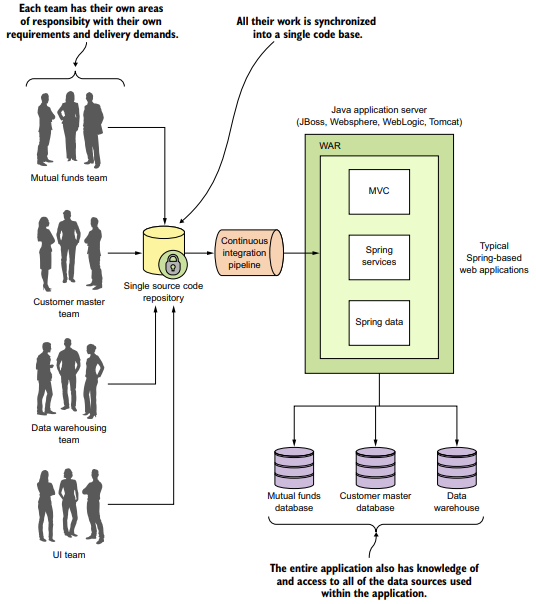 Each team has their own areas
of responsibity with their own
requirements and delivery demands.
All their work is synchronized
into a single code base.
Mutual funds team
Customer master
team
Data warehousing
team
UI team
Single source code
repository
Continuous
integration
pipeline
Java application server
(JBoss, Websphere, WebLogic, Tomcat)
WAR
MVC
Spring
services
Spring data
Typical
Spring-based
web applications
Mutual funds
database
Customer master
database
Data
warehouse
The entire application also has knowledge of
and access to all of the data sources used
within the application.